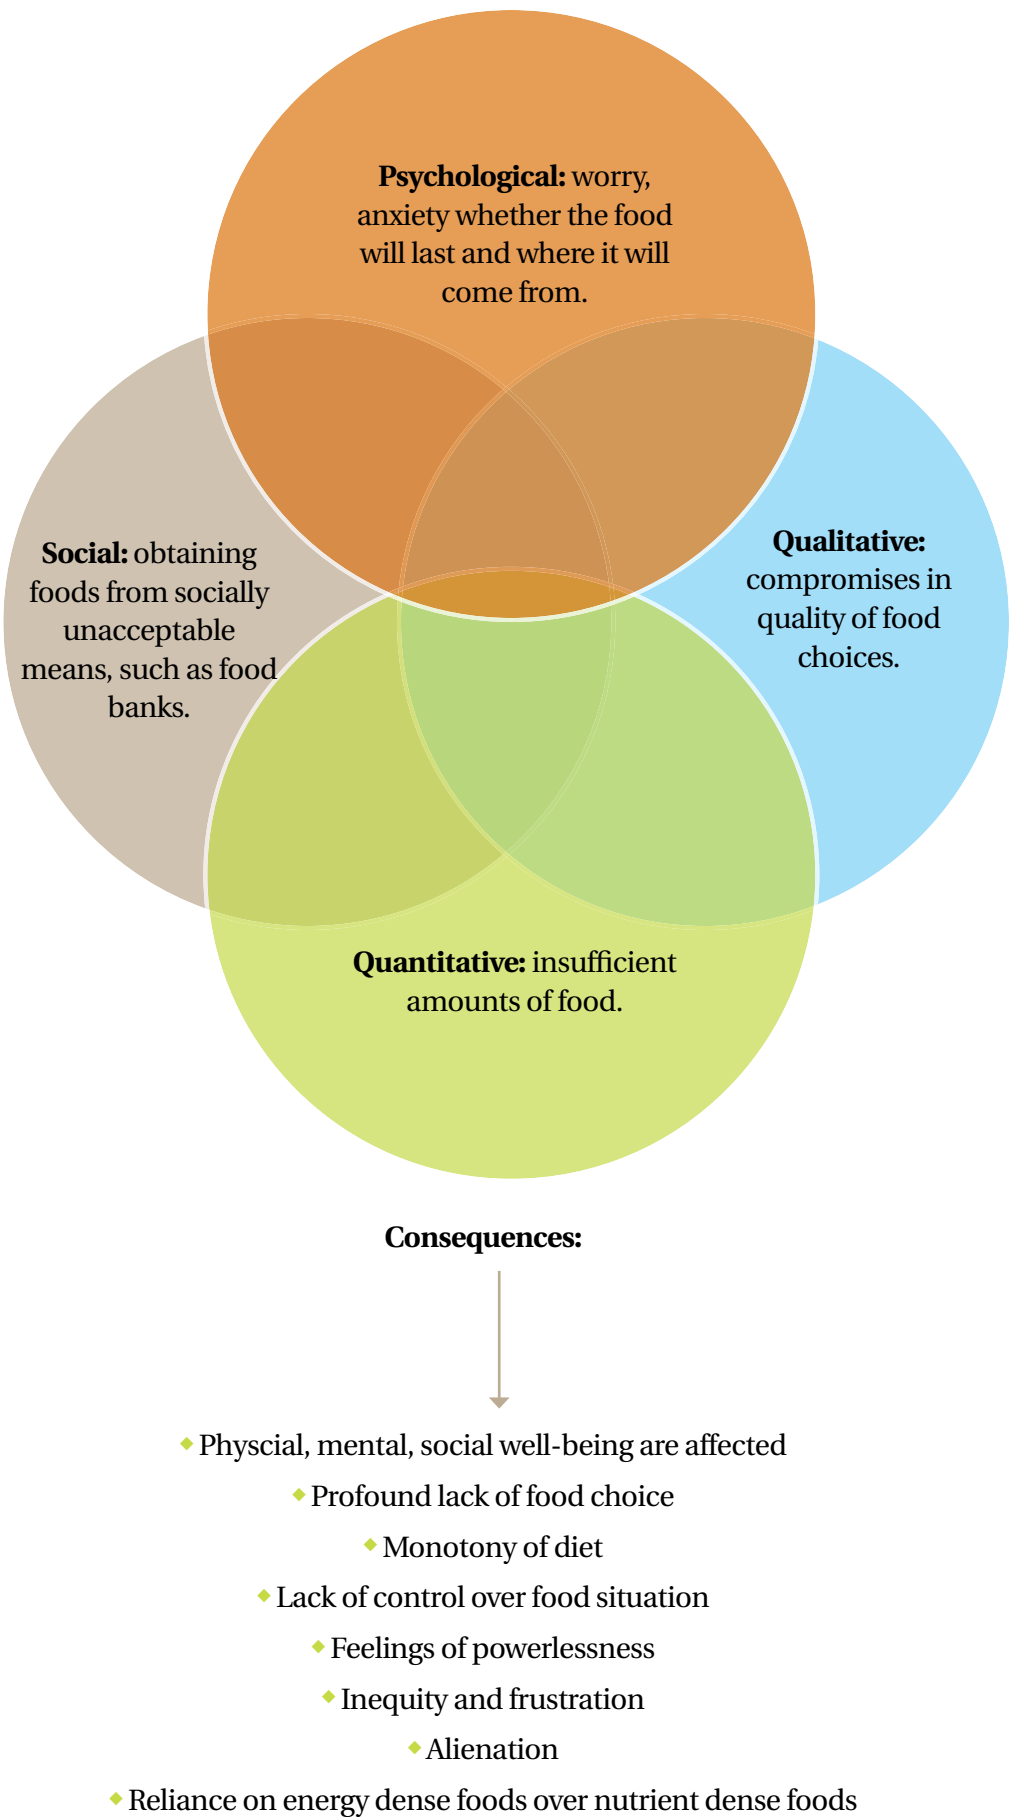 Psychological: worry,
anxiety whether the food
will last and where it will
come from.
Social: obtaining
foods from socially
unacceptable
means, such as food
banks.
Qualitative:
compromises in
quality of food
choices.
Quantitative: insufficient
amounts of food.
Consequences:
◆ Physcial, mental, social well-being are affected
◆ Profound lack of food choice
◆ Monotony of diet
◆ Lack of control over food situation
◆ Feelings of powerlessness
◆ Inequity and frustration
◆ Alienation
◆ Reliance on energy dense foods over nutrient dense foods